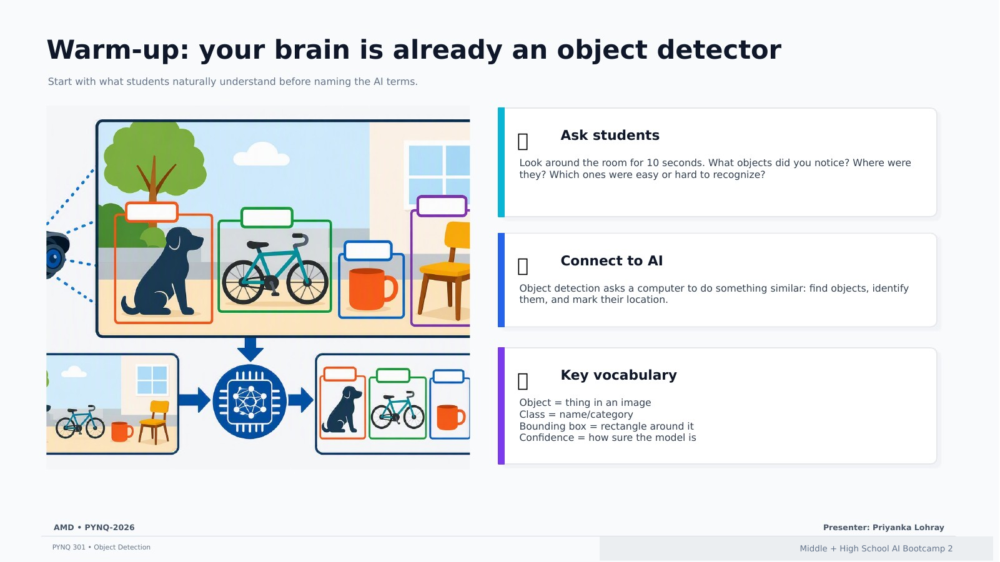 Warm-up: your brain is already an object detector
Start with what students naturally understand before naming the AI terms.
Ask students
Look around the room for 10 seconds. What objects did you notice? Where were
they? Which ones were easy or hard to recognize?
Connect to AI
Object detection asks a computer to do something similar: find objects, identify
them, and mark their location.
Key vocabulary
Object = thing in an image
Class = name/category
Bounding box = rectangle around it
Confidence = how sure the model is
AMD • PYNQ-2026
Presenter: Priyanka Lohray
PYNQ 301 • Object Detection
Middle + High School AI Bootcamp 2